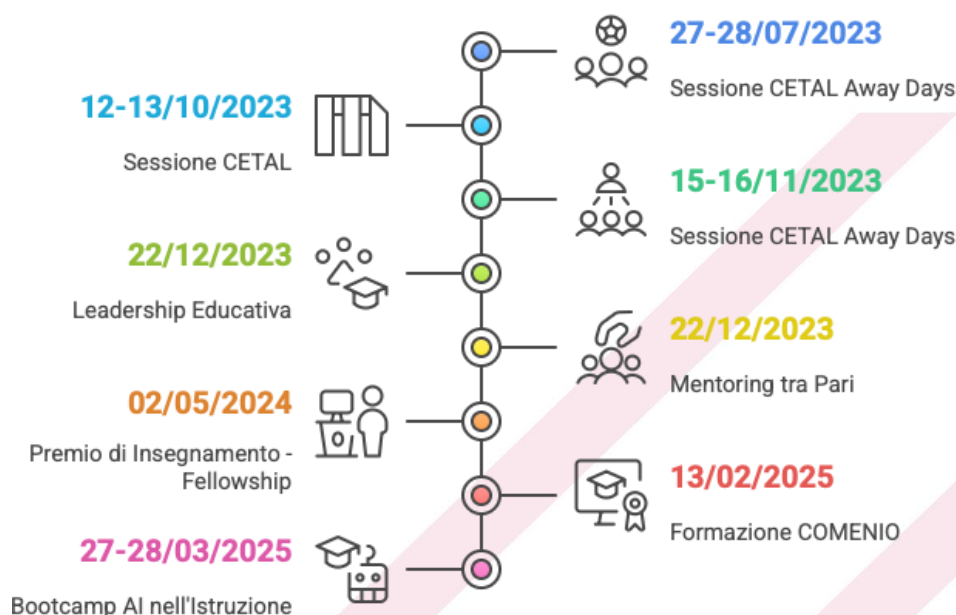 27-28/07/2023
Sessione CETAL Away Days
12-13/10/2023
Sessione CETAL
15-16/11/2023
Sessione CETAL Away Days
22/12/2023
Leadership Educativa
22/12/2023
Mentoring tra Pari
02/05/2024
Premio di Insegnamento -
Fellowship
13/02/2025
Formazione COMENIO
27-28/03/2025
Bootcamp AI nell'Istruzione